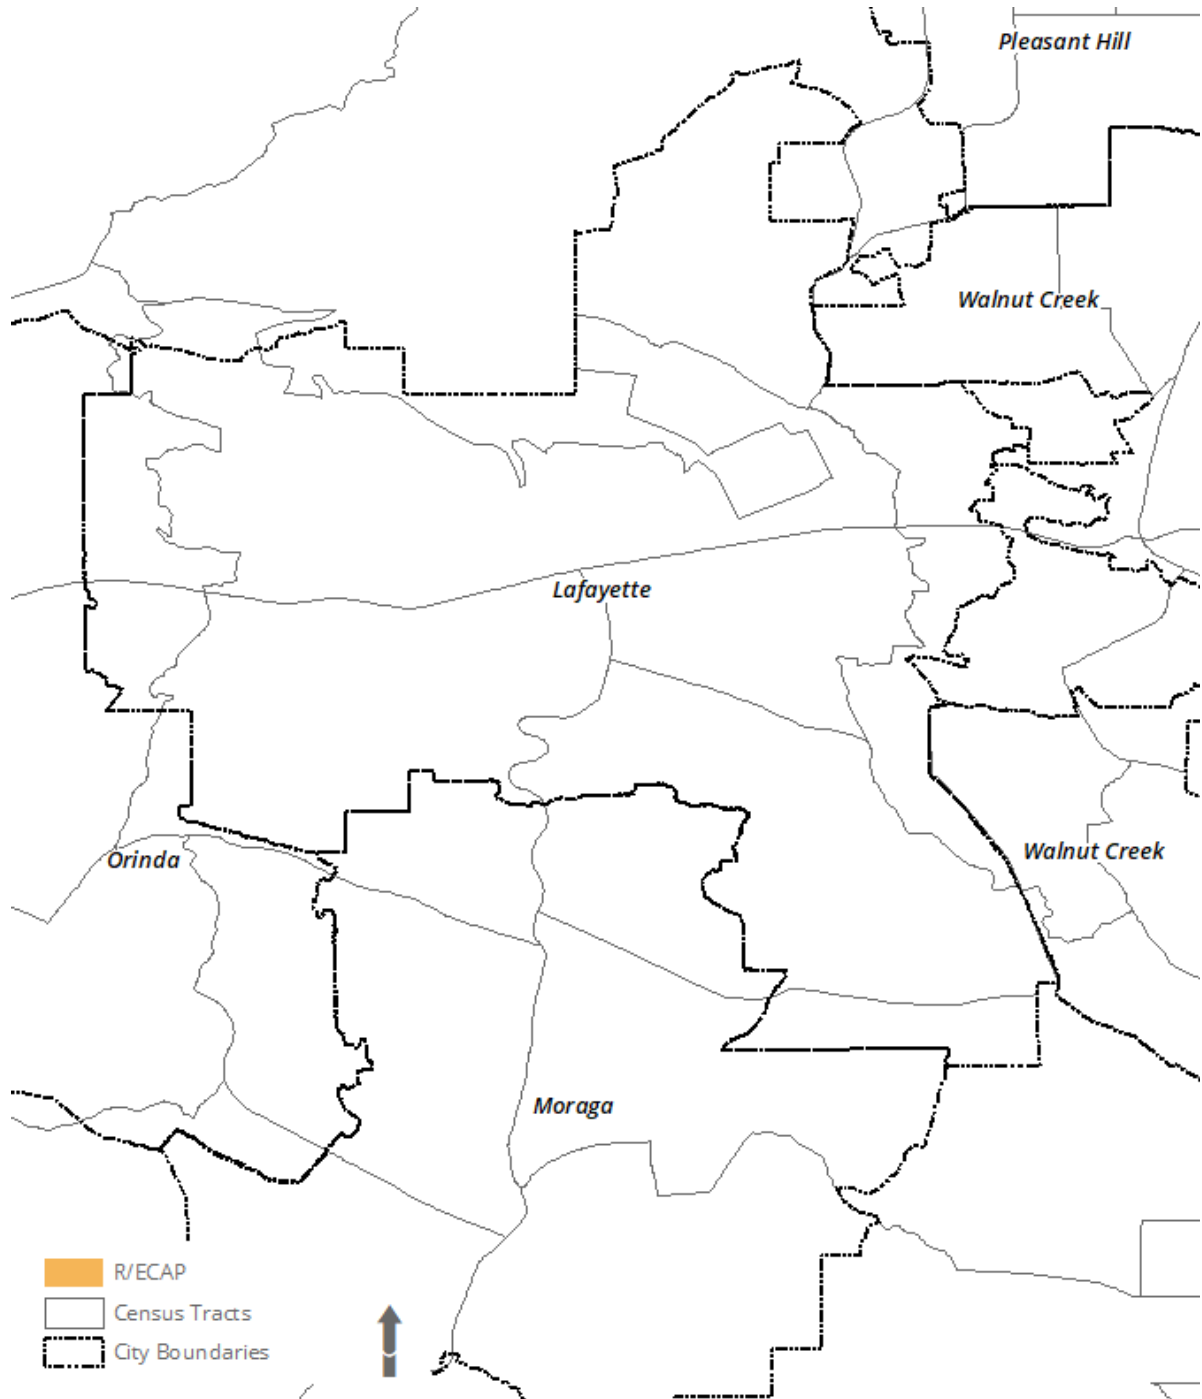 Pleasant Hill
Walnut Creek
Lafayette
Walnut Creek
Orinda
Moraga
R/ECAP
Census Tracts
City Boundaries